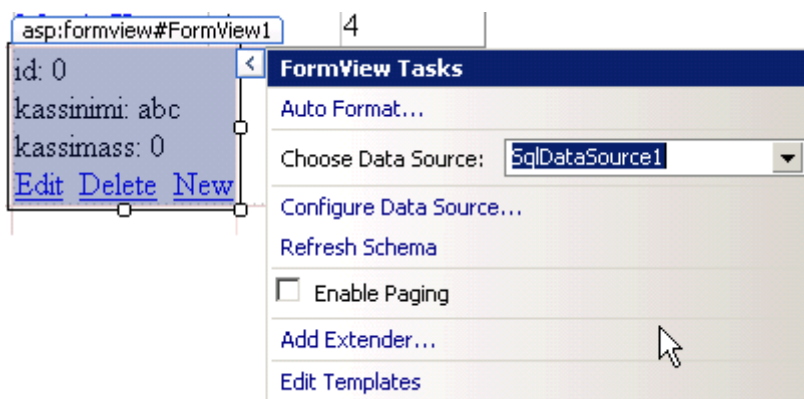 asp:formview#FormView1
4
id: 0
kassinimi: abc
kassimass: 0
Edit Delete New
FormView Tasks
Auto Format...
Choose Data Source: SqlDataSource1
Configure Data Source...
Refresh Schema
Enable Paging
Add Extender...
Edit Templates